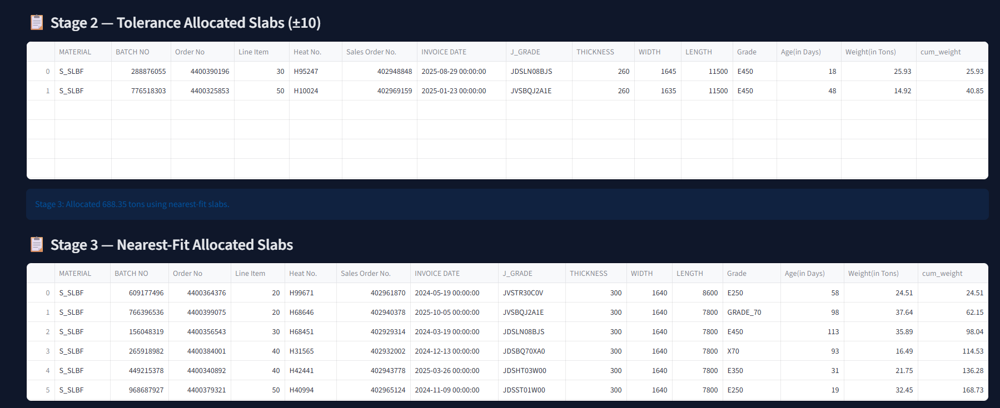 Stage 2 — Tolerance Allocated Slabs (±10)
MATERIAL BATCH NO Order No Line Item Heat No. Sales Order No. INVOICE DATE J_GRADE THICKNESS WIDTH LENGTH Grade Age(in Days) Weight(in Tons) cum_weight
0 S_SLBF 288876055 4400390196 30 H95247 402948848 2025-08-29 00:00:00 JDSLN08BJS 260 1645 11500 E450 18 25.93 25.93
1 S_SLBF 776518303 4400325853 50 H10024 402969159 2025-01-23 00:00:00 JVSBQJ2A1E 260 1635 11500 E450 48 14.92 40.85
Stage 3: Allocated 688.35 tons using nearest-fit slabs.
Stage 3 — Nearest-Fit Allocated Slabs
MATERIAL BATCH NO Order No Line Item Heat No. Sales Order No. INVOICE DATE J_GRADE THICKNESS WIDTH LENGTH Grade Age(in Days) Weight(in Tons) cum_weight
0 S_SLBF 609177496 4400364376 20 H99671 402961870 2024-05-19 00:00:00 JVSTR30C0V 300 1640 8600 E250 58 24.51 24.51
1 S_SLBF 766396536 4400399075 20 H68646 402940378 2025-10-05 00:00:00 JVSBQJ2A1E 300 1640 7800 GRADE_70 98 37.64 62.15
2 S_SLBF 156048319 4400356543 30 H68451 402929314 2024-03-19 00:00:00 JDSLN08BJS 300 1640 7800 E450 113 35.89 98.04
3 S_SLBF 265918982 4400384001 40 H31565 402932002 2024-12-13 00:00:00 JDSBQ70XA0 300 1640 7800 X70 93 16.49 114.53
4 S_SLBF 449215378 4400340892 40 H42441 402943778 2025-03-26 00:00:00 JDSHT03W00 300 1640 7800 E350 31 21.75 136.28
5 S_SLBF 968687927 4400379321 50 H40994 402965124 2024-11-09 00:00:00 JDSST01W00 300 1640 7800 E250 19 32.45 168.73